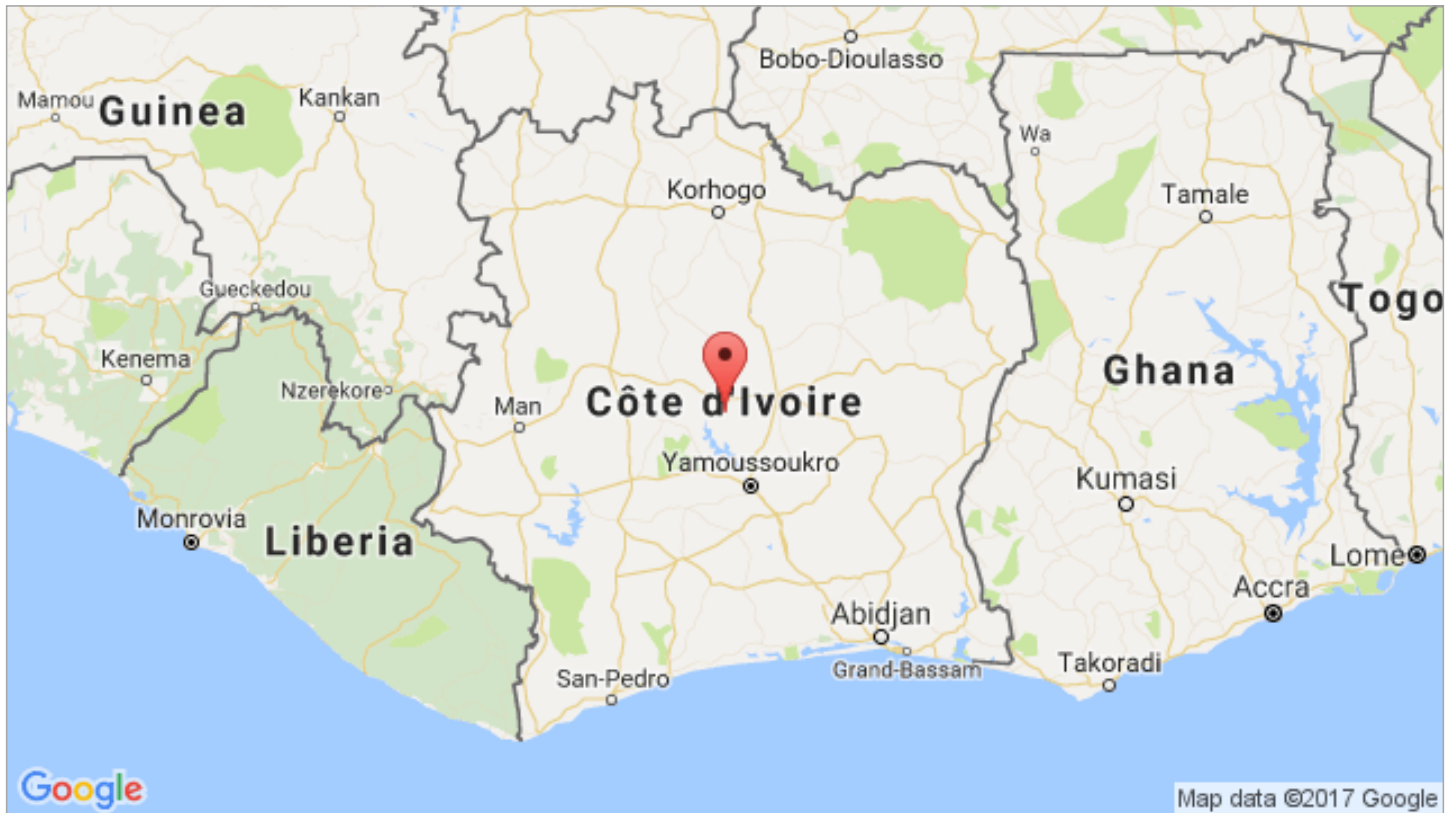 Bobo-Dioulasso
Mamou
Guinea
Kankan
Wa
Korhogo
Tamale
Gueckedou
Togo
Kenema
Nzerekore
Man
Côte d'Ivoire
Ghana
Yamoussoukro
Kumasi
Monrovia
Liberia
Lome
Abidjan
Accra
Grand-Bassam
San-Pedro
Takoradi
Google
Map data ©2017 Google